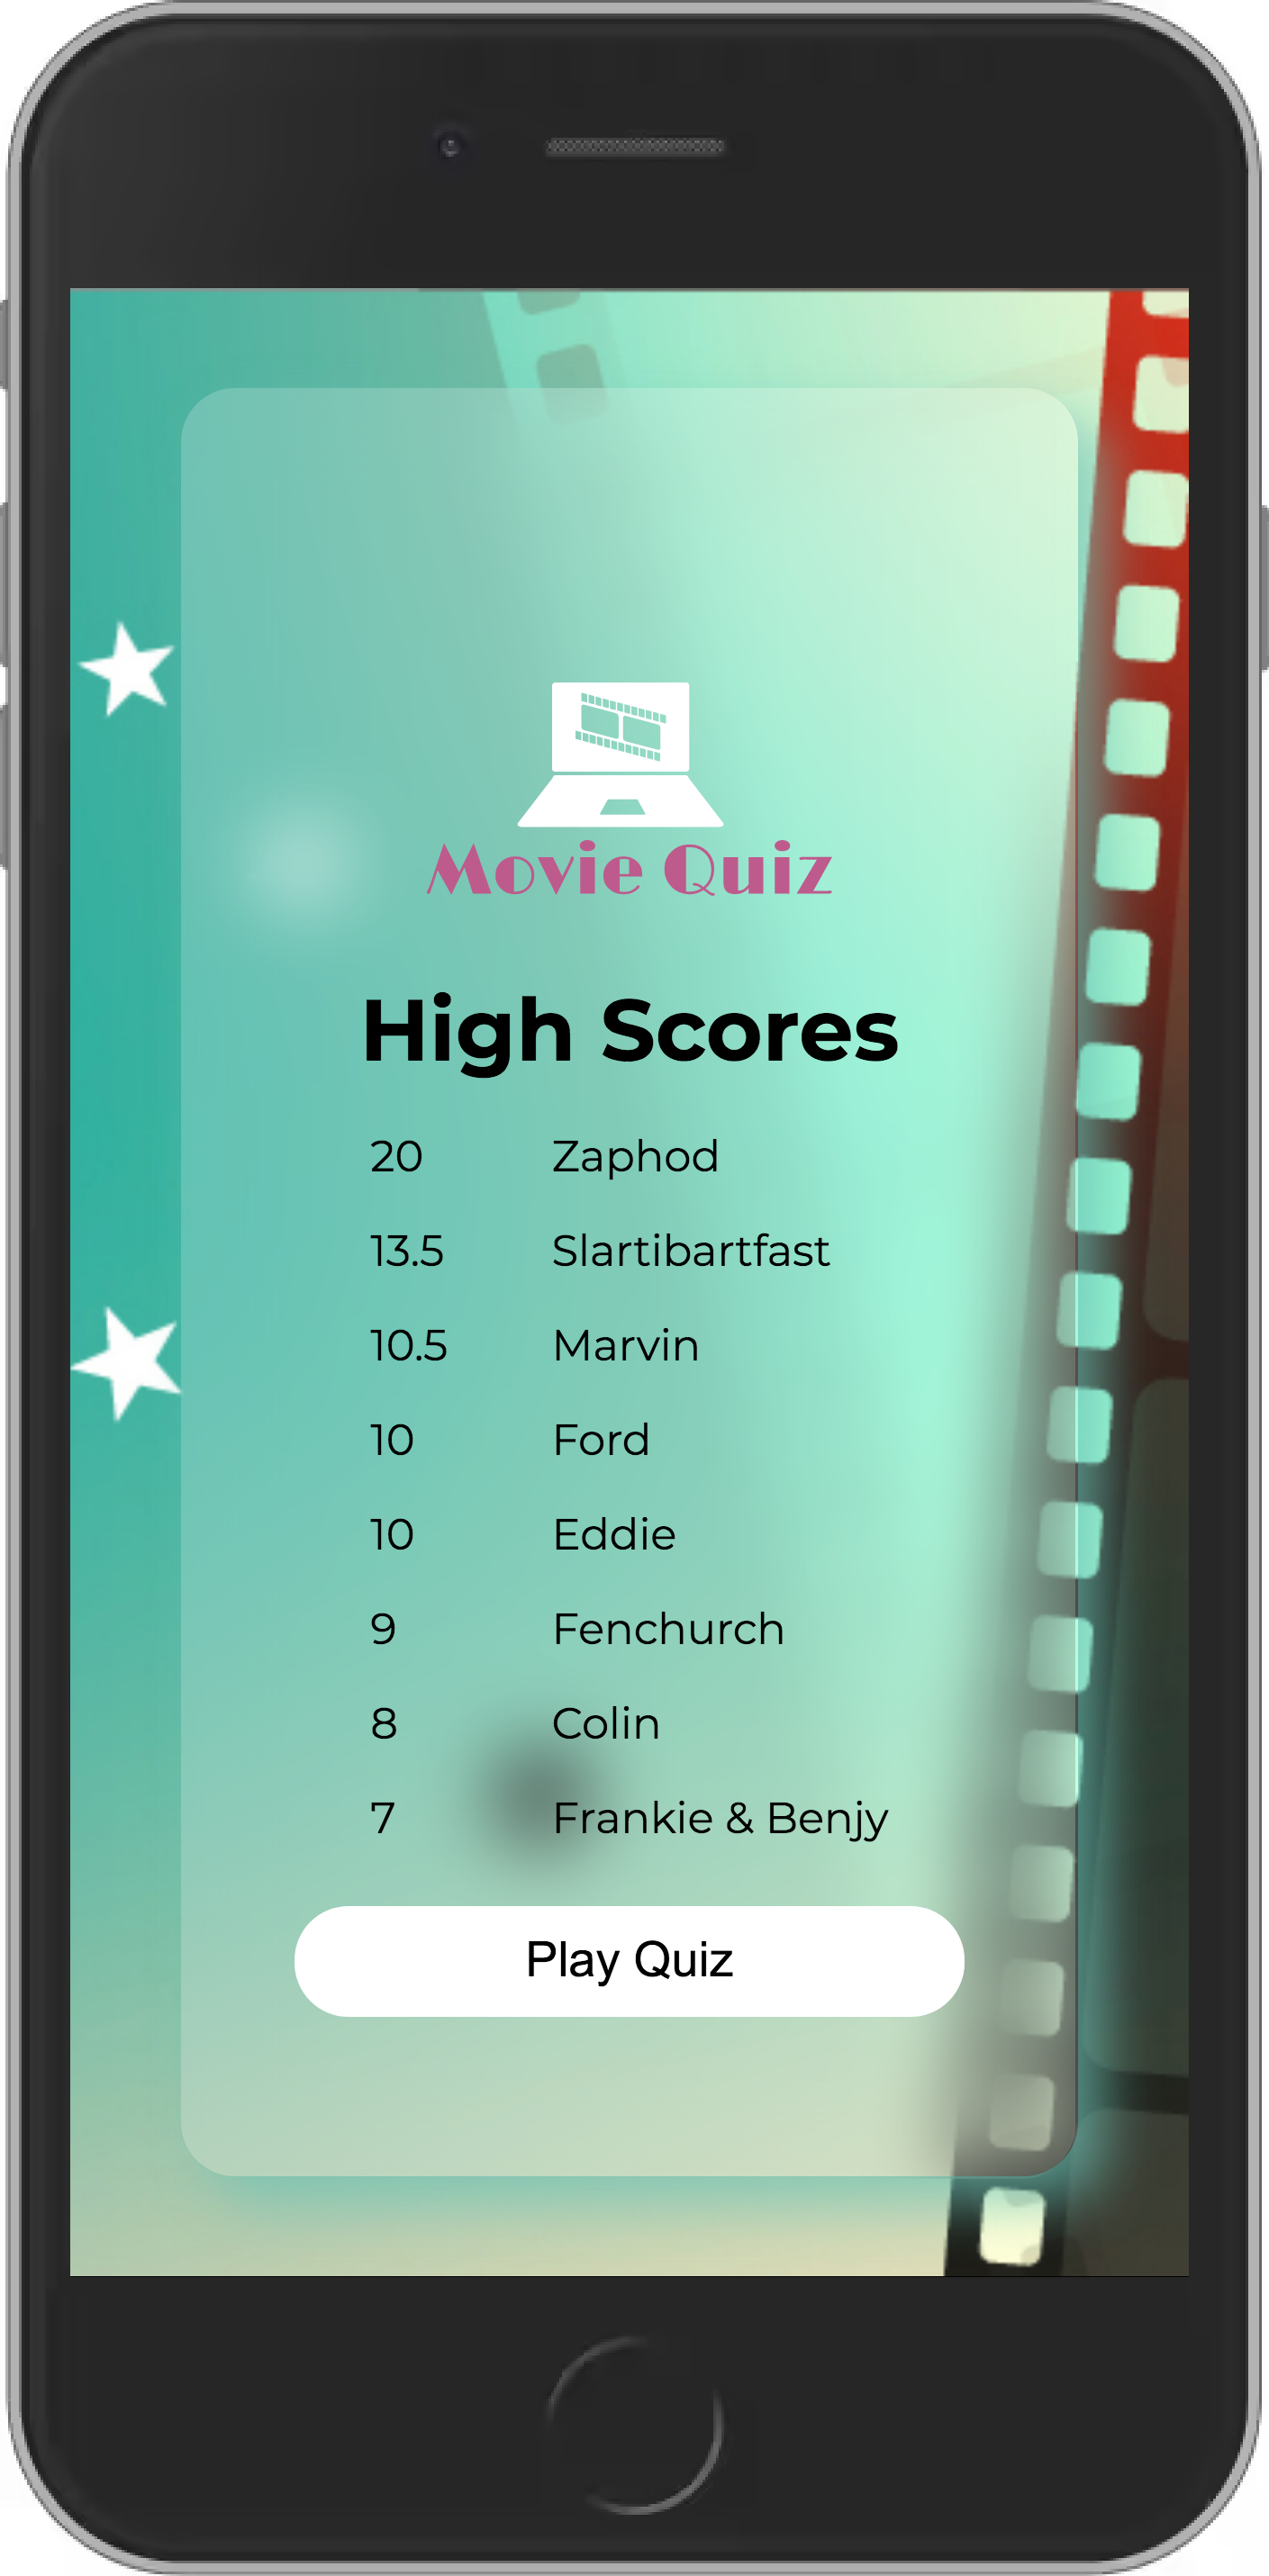 Movie Quiz
High Scores
20 Zaphod
13.5 Slartibartfast
10.5 Marvin
10 Ford
10 Eddie
9 Fenchurch
8 Colin
7 Frankie & Benjy
Play Quiz